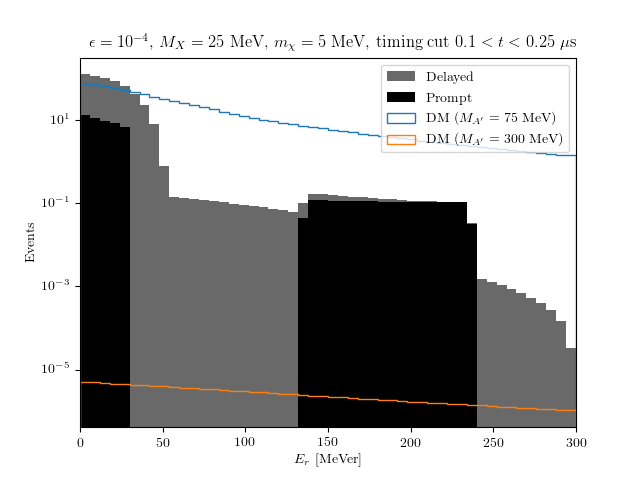 ϵ = 10⁻⁴, M_X = 25 MeV, m_χ = 5 MeV, timing cut 0.1 < t < 0.25 μs
Delayed
Prompt
DM (M_A′ = 75 MeV)
DM (M_A′ = 300 MeV)
10¹
10⁻¹
10⁻³
10⁻⁵
Events
0 50 100 150 200 250 300
E_r [MeVer]